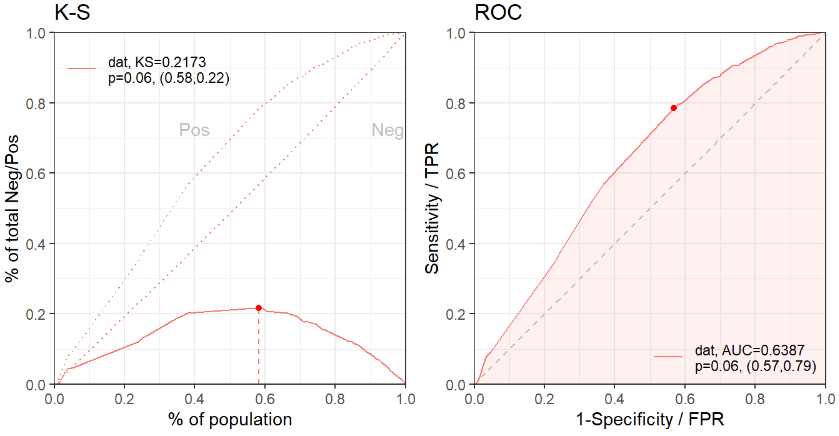 K-S
1.0
0.8
0.6
0.4
0.2
0.0
% of total Neg/Pos
dat, KS=0.2173
p=0.06, (0.58,0.22)
Pos
Neg
0.0 0.2 0.4 0.6 0.8 1.0
% of population
ROC
1.0
0.8
0.6
0.4
0.2
0.0
Sensitivity / TPR
dat, AUC=0.6387
p=0.06, (0.57,0.79)
0.0 0.2 0.4 0.6 0.8 1.0
1-Specificity / FPR